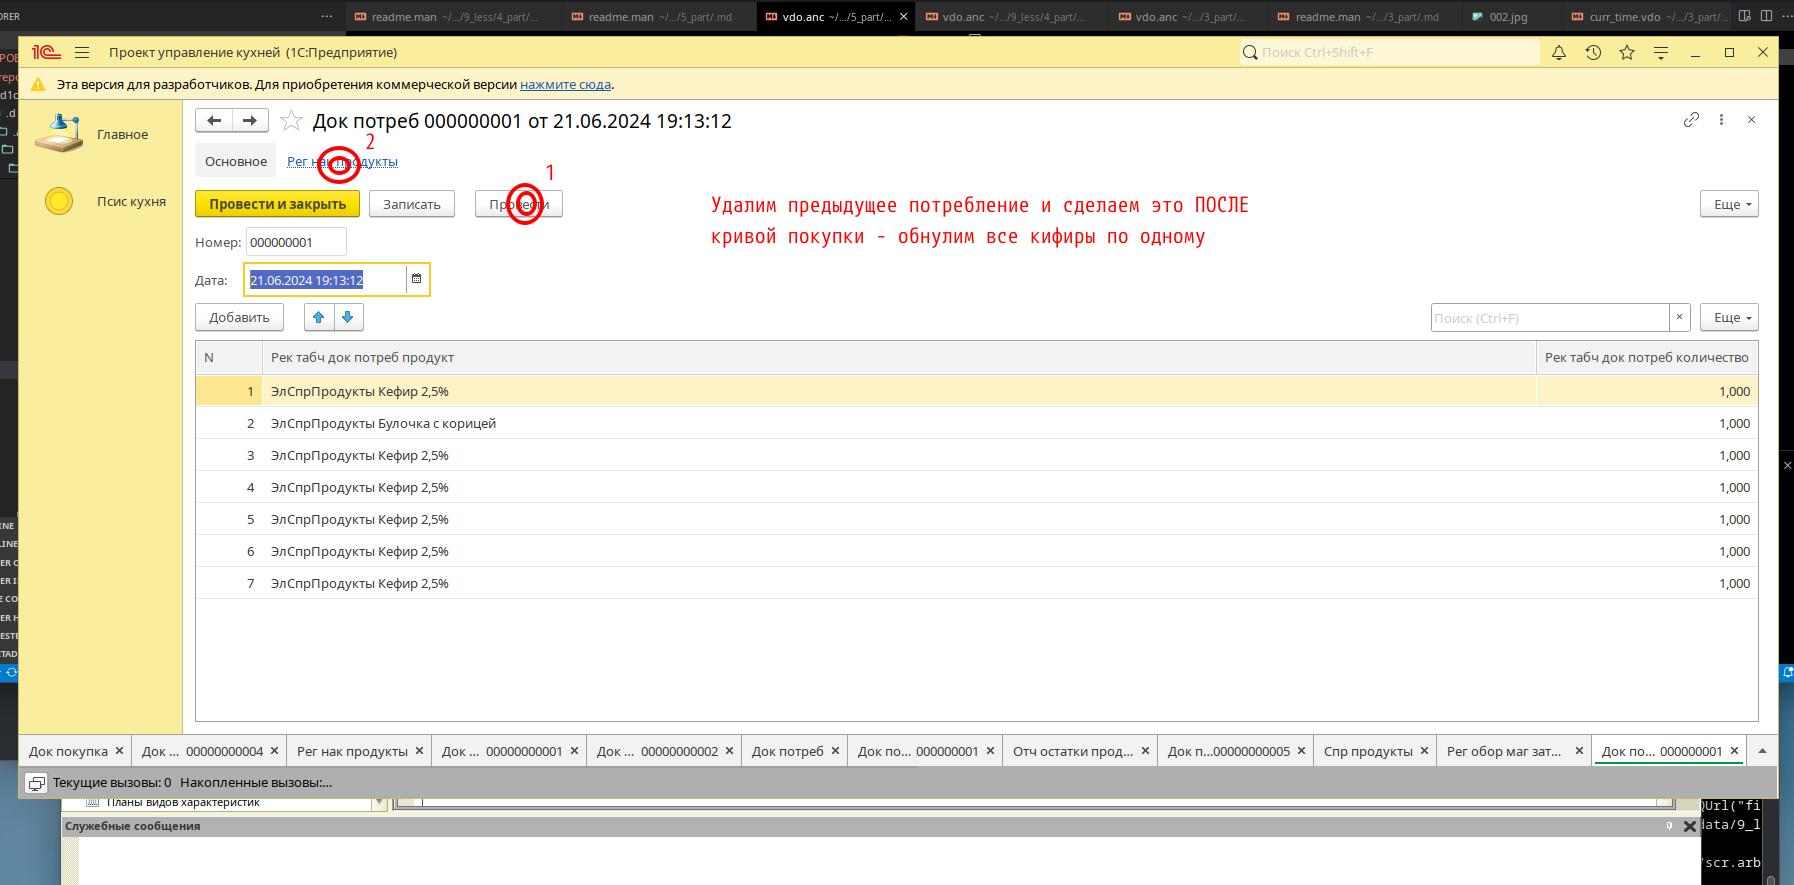 ORER
readme.man ~/.../9_less/4_part/...
readme.man ~/.../5_part/.md
vdo.anc ~/.../5_part/...
vdo.anc ~/.../9_less/4_part/...
vdo.anc ~/.../3_part/...
readme.man ~/.../3_part/.md
002.jpg
curr_time.vdo ~/.../3_part/...
Проект управление кухней (1С:Предприятие)
Поиск Ctrl+Shift+F
Эта версия для разработчиков. Для приобретения коммерческой версии нажмите сюда.
Главное
Псис кухня
Док потреб 000000001 от 21.06.2024 19:13:12
2
Основное
Рег нак продукты
1
Провести и закрыть
Записать
Провести
Удалим предыдущее потребление и сделаем это ПОСЛЕ
кривой покупки - обнулим все кифиры по одному
Еще
Номер: 000000001
Дата: 21.06.2024 19:13:12
Добавить
Поиск (Ctrl+F)
Еще
N Рек табч док потреб продукт Рек табч док потреб количество
1 ЭлСпрПродукты Кефир 2,5% 1,000
2 ЭлСпрПродукты Булочка с корицей 1,000
3 ЭлСпрПродукты Кефир 2,5% 1,000
4 ЭлСпрПродукты Кефир 2,5% 1,000
5 ЭлСпрПродукты Кефир 2,5% 1,000
6 ЭлСпрПродукты Кефир 2,5% 1,000
7 ЭлСпрПродукты Кефир 2,5% 1,000
Док покупка
Док ... 00000000004
Рег нак продукты
Док ... 00000000001
Док ... 00000000002
Док потреб
Док по... 000000001
Отч остатки прод...
Док п...00000000005
Спр продукты
Рег обор маг зат...
Док по... 000000001
Текущие вызовы: 0 Накопленные вызовы:...
Планы видов характеристик
Служебные сообщения
QUrl("fi
data/9_l
/scr.arb